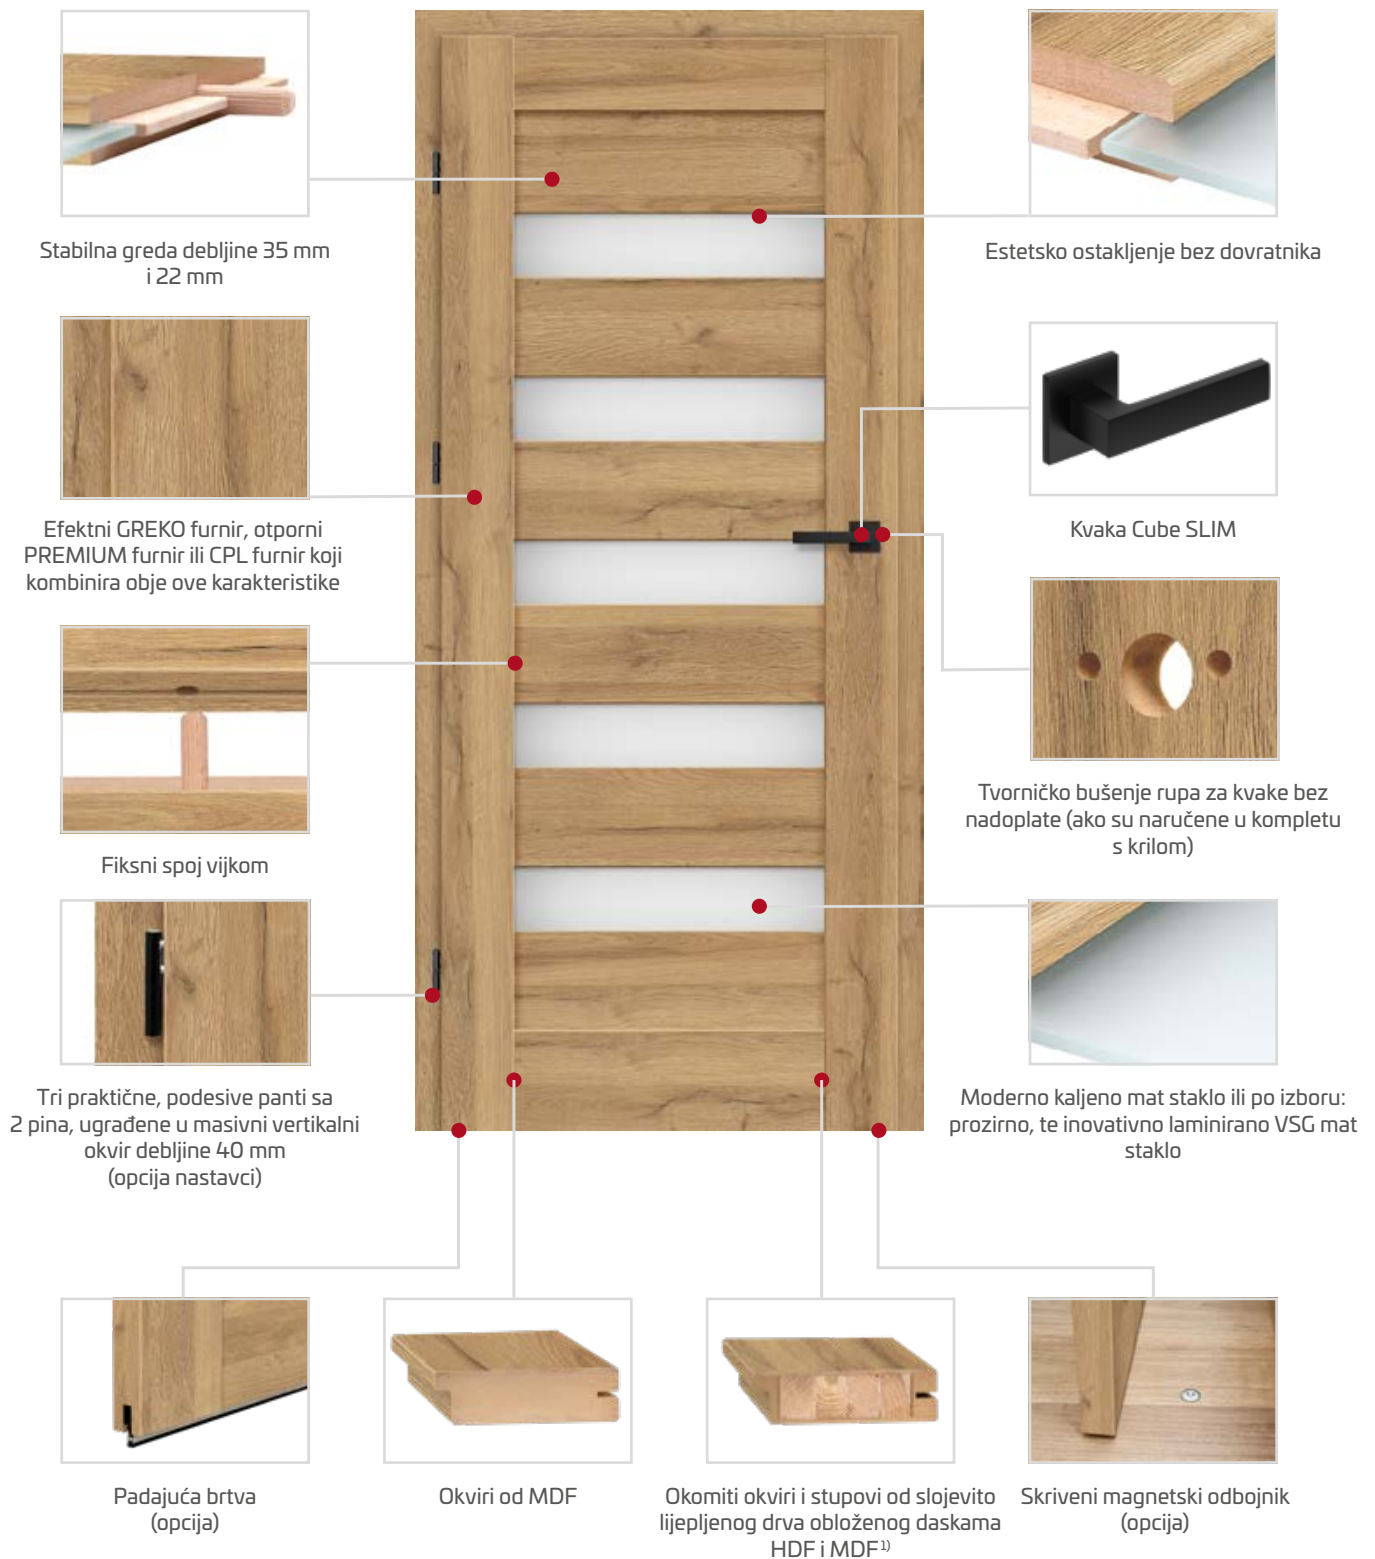 Stabilna greda debljine 35 mm
i 22 mm
Estetsko ostakljenje bez dovratnika
Efektni GREKO furnir, otporni
PREMIUM furnir ili CPL furnir koji
kombinira obje ove karakteristike
Kvaka Cube SLIM
Fiksni spoj vijkom
Tvorničko bušenje rupa za kvake bez
nadoplate (ako su naručene u kompletu
s krilom)
Tri praktične, podesive panti sa
2 pina, ugrađene u masivni vertikalni
okvir debljine 40 mm
(opcija nastavci)
Moderno kaljeno mat staklo ili po izboru:
prozirno, te inovativno laminirano VSG mat
staklo
Padajuća brtva
(opcija)
Okviri od MDF
Okomiti okviri i stupovi od slojevito
lijepljenog drva obloženog daskama
HDF i MDF¹⁾
Skriveni magnetski odbojnik
(opcija)